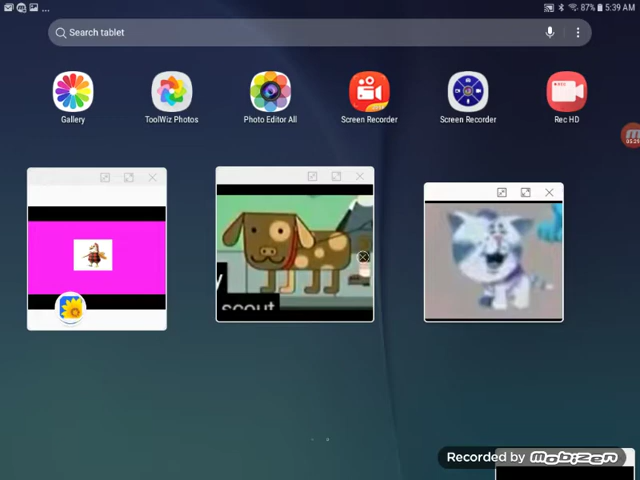 ... 87% 5:39 AM
Search tablet
Gallery
ToolWiz Photos
Photo Editor All
Screen Recorder
Screen Recorder
Rec HD
y
scout
Recorded by mobizen